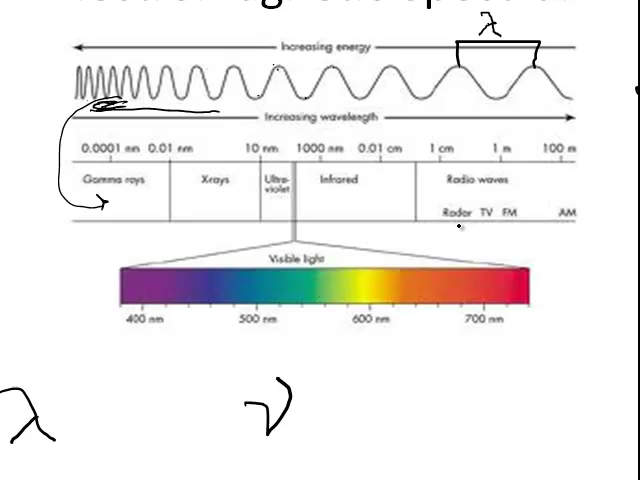 λ
Increasing energy
Increasing wavelength
0.0001 nm 0.01 nm 10 nm 1000 nm 0.01 cm 1 cm 1 m 100 m
Gamma rays X-rays Ultra-violet Infrared Radio waves
Radar TV FM AM
Visible light
400 nm 500 nm 600 nm 700 nm
λ ν